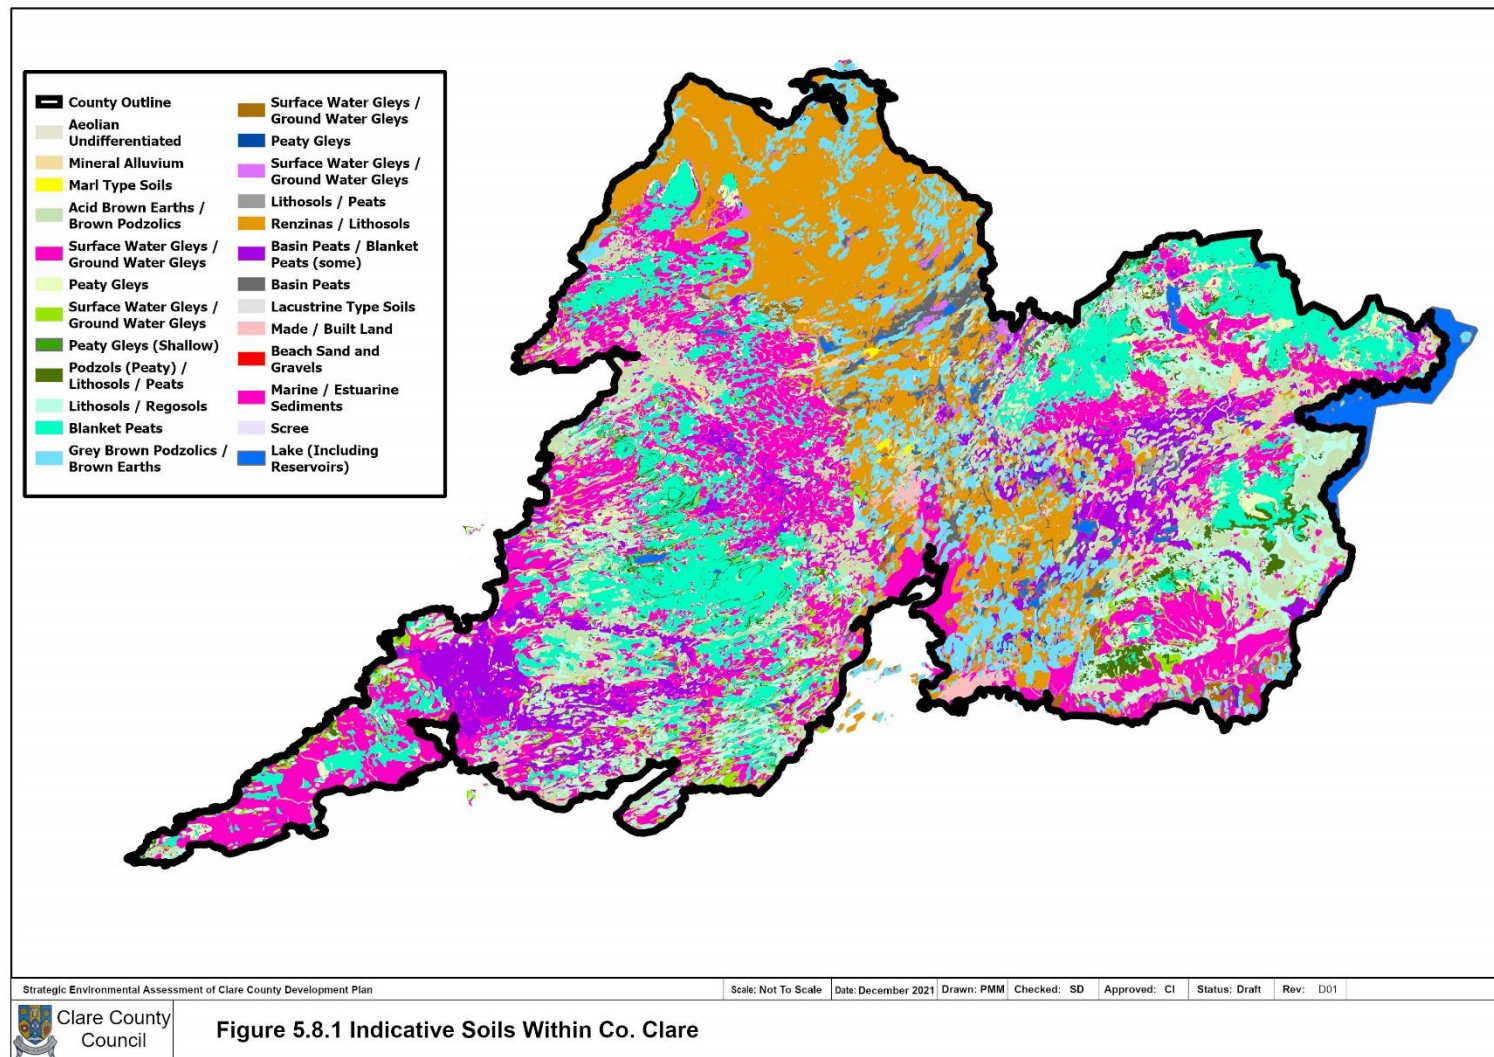 County Outline
Aeolian
Undifferentiated
Mineral Alluvium
Marl Type Soils
Acid Brown Earths /
Brown Podzolics
Surface Water Gleys /
Ground Water Gleys
Peaty Gleys
Surface Water Gleys /
Ground Water Gleys
Peaty Gleys (Shallow)
Podzols (Peaty) /
Lithosols / Peats
Lithosols / Regosols
Blanket Peats
Grey Brown Podzolics /
Brown Earths
Surface Water Gleys /
Ground Water Gleys
Peaty Gleys
Surface Water Gleys /
Ground Water Gleys
Lithosols / Peats
Renzinas / Lithosols
Basin Peats / Blanket
Peats (some)
Basin Peats
Lacustrine Type Soils
Made / Built Land
Beach Sand and
Gravels
Marine / Estuarine
Sediments
Scree
Lake (Including
Reservoirs)
Strategic Environmental Assessment of Clare County Development Plan
Scale: Not To Scale
Date: December 2021
Drawn: PMM
Checked: SD
Approved: CI
Status: Draft
Rev: D01
Clare County
Council
Figure 5.8.1 Indicative Soils Within Co. Clare